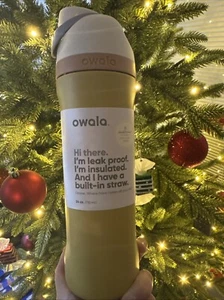 owala
owala
Hi there.
I'm leak proof.
I'm insulated.
And I have a
built-in straw.